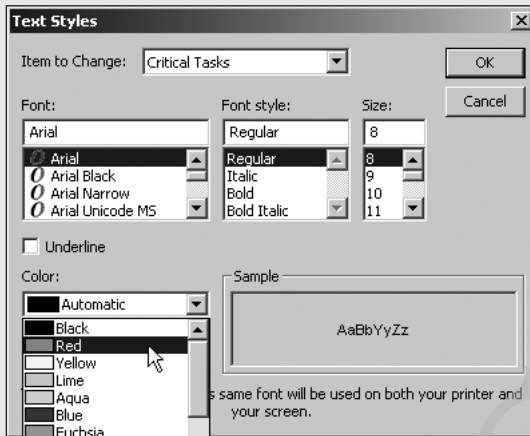 Text Styles
Item to Change: Critical Tasks
OK
Cancel
Font:
Arial
Arial
Arial Black
Arial Narrow
Arial Unicode MS
Font style:
Regular
Regular
Italic
Bold
Bold Italic
Size:
8
8
9
10
11
Underline
Color:
Automatic
Black
Red
Yellow
Lime
Aqua
Blue
Fuchsia
Sample
AaBbYyZz
same font will be used on both your printer and
your screen.